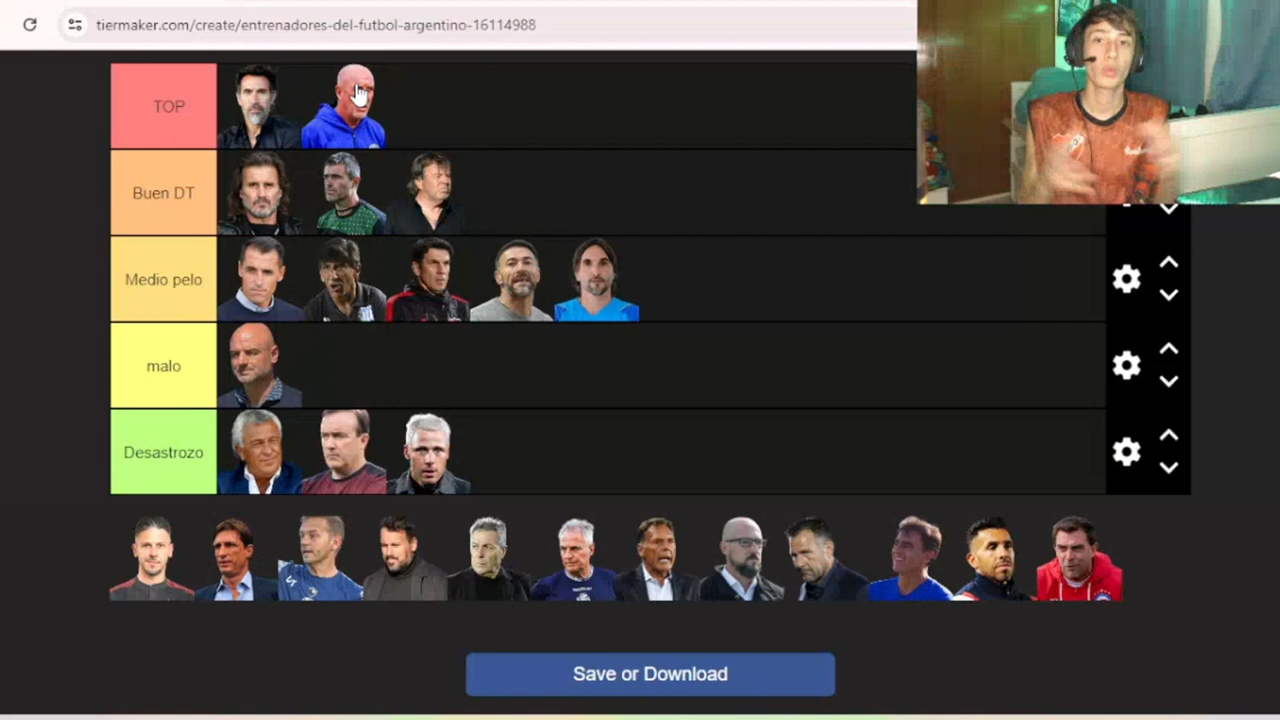 tiermaker.com/create/entrenadores-del-futbol-argentino-16114988
TOP
Buen DT
Medio pelo
malo
Desastrozo
Save or Download